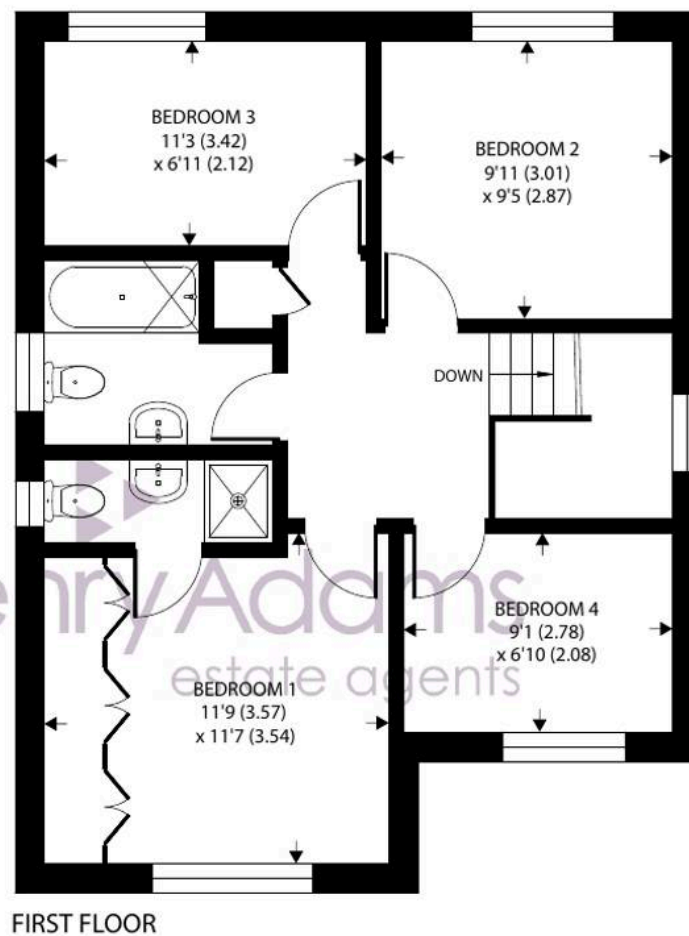 BEDROOM 3
11'3 (3.42)
x 6'11 (2.12)
BEDROOM 2
9'11 (3.01)
x 9'5 (2.87)
DOWN
enry Adams
estate agents
BEDROOM 4
9'1 (2.78)
x 6'10 (2.08)
BEDROOM 1
11'9 (3.57)
x 11'7 (3.54)
FIRST FLOOR